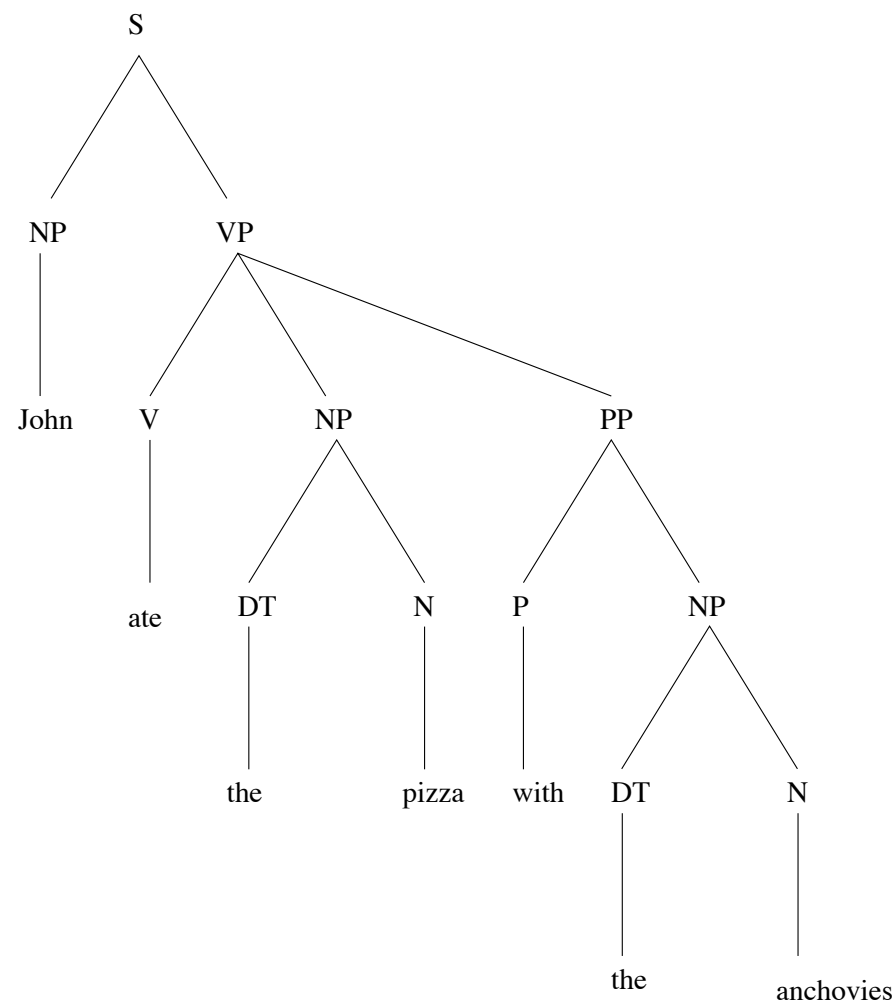 S
NP VP
John V NP PP
ate DT N P NP
the pizza with DT N
the anchovies